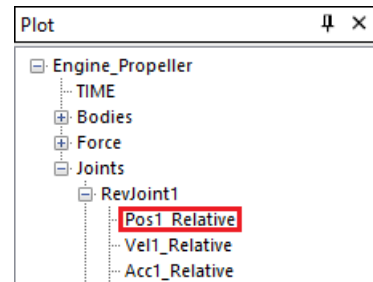 Plot
Engine_Propeller
TIME
Bodies
Force
Joints
RevJoint1
Pos1_Relative
Vel1_Relative
Acc1_Relative